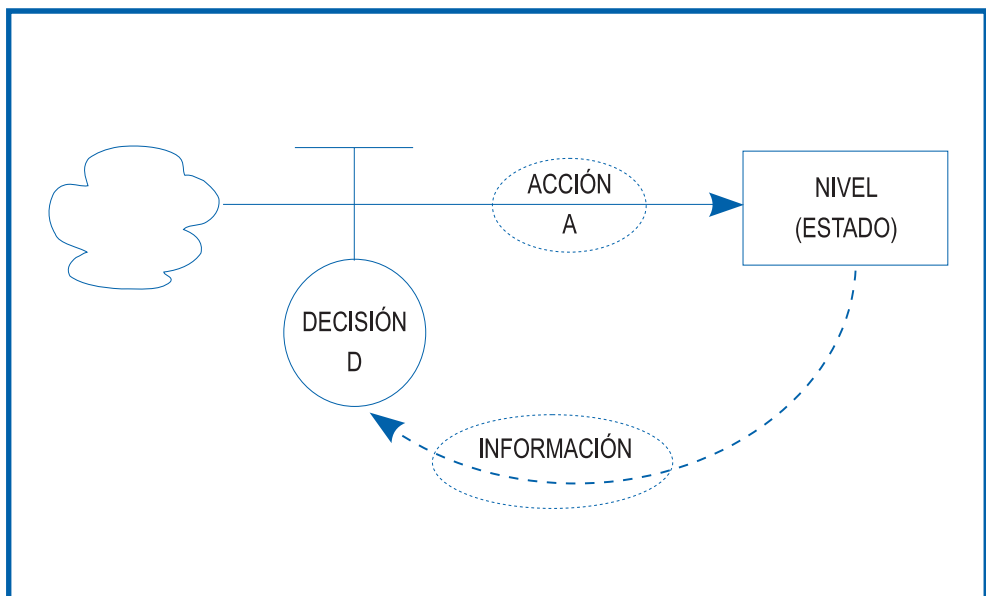 ACCIÓN
A
NIVEL
(ESTADO)
DECISIÓN
D
INFORMACIÓN